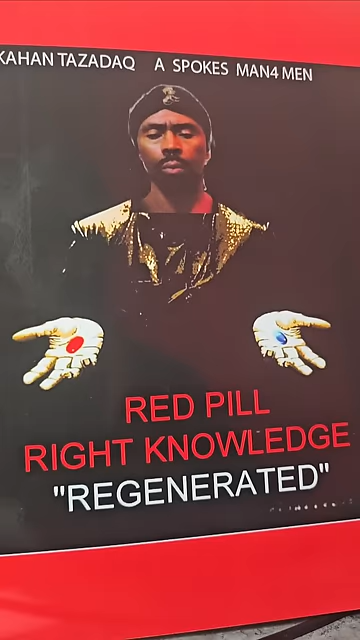 KAHAN TAZADAQ A SPOKES MAN4 MEN
RED PILL
RIGHT KNOWLEDGE
"REGENERATED"